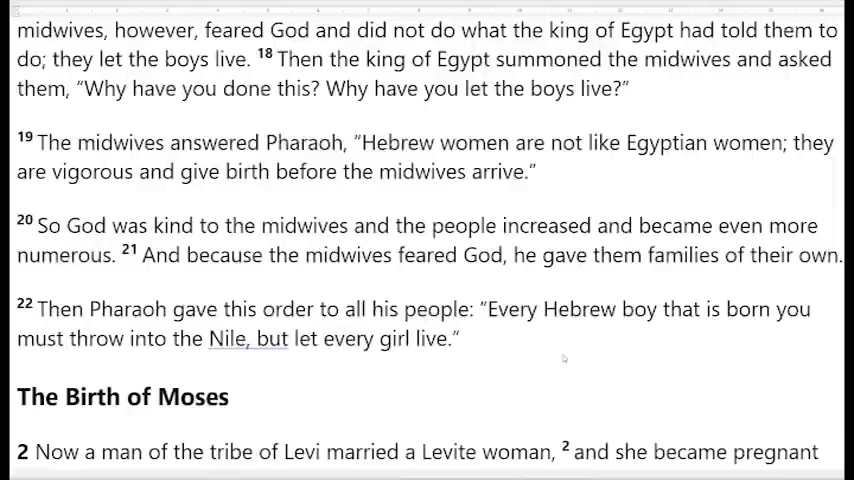 midwives, however, feared God and did not do what the king of Egypt had told them to
do; they let the boys live. 18 Then the king of Egypt summoned the midwives and asked
them, “Why have you done this? Why have you let the boys live?”
19 The midwives answered Pharaoh, “Hebrew women are not like Egyptian women; they
are vigorous and give birth before the midwives arrive.”
20 So God was kind to the midwives and the people increased and became even more
numerous. 21 And because the midwives feared God, he gave them families of their own.
22 Then Pharaoh gave this order to all his people: “Every Hebrew boy that is born you
must throw into the Nile, but let every girl live.”
The Birth of Moses
2 Now a man of the tribe of Levi married a Levite woman, 2 and she became pregnant